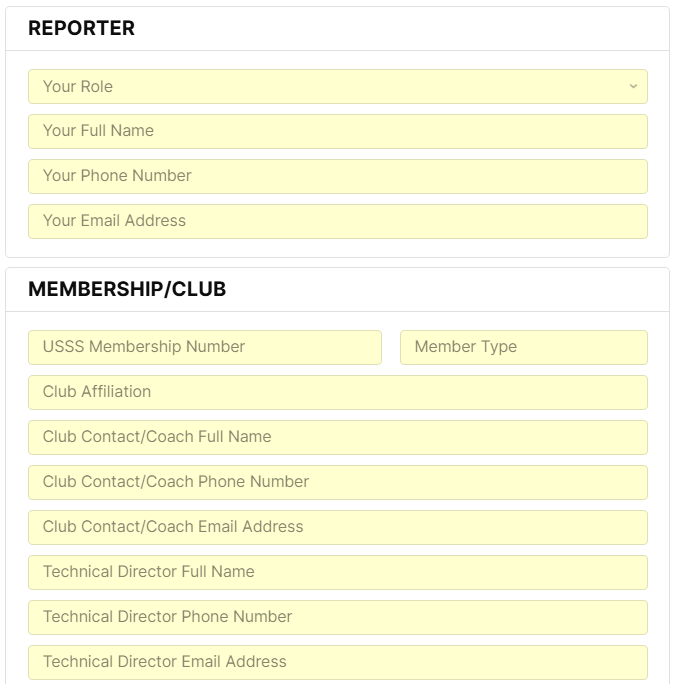 REPORTER
Your Role
Your Full Name
Your Phone Number
Your Email Address
MEMBERSHIP/CLUB
USSS Membership Number Member Type
Club Affiliation
Club Contact/Coach Full Name
Club Contact/Coach Phone Number
Club Contact/Coach Email Address
Technical Director Full Name
Technical Director Phone Number
Technical Director Email Address